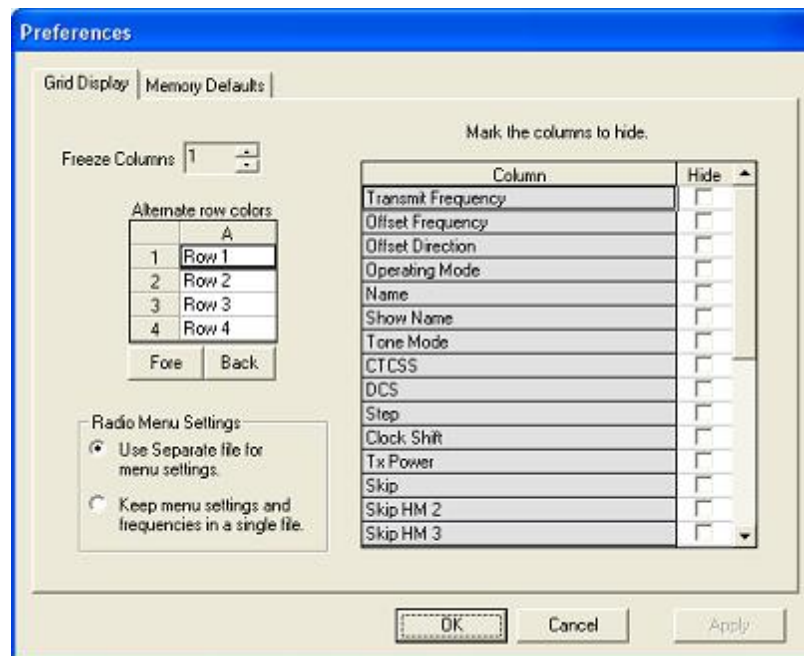 Preferences
Grid Display
Memory Defaults
Freeze Columns 1
Alternate row colors
A
1 Row 1
2 Row 2
3 Row 3
4 Row 4
Fore Back
Radio Menu Settings
Use Separate file for
menu settings.
Keep menu settings and
frequencies in a single file.
Mark the columns to hide.
Column Hide
Transmit Frequency
Offset Frequency
Offset Direction
Operating Mode
Name
Show Name
Tone Mode
CTCSS
DCS
Step
Clock Shift
Tx Power
Skip
Skip HM 2
Skip HM 3
OK Cancel Apply